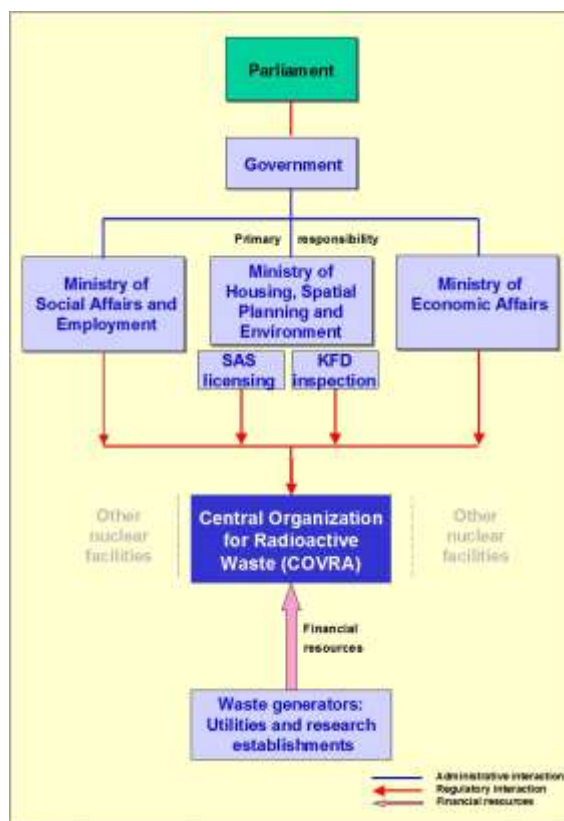 Parliament
Government
Primary responsibility
Ministry of
Social Affairs and
Employment
Ministry of
Housing, Spatial
Planning and
Environment
Ministry of
Economic Affairs
SAS
licensing
KFD
inspection
Other
nuclear
facilities
Central Organization
for Radioactive
Waste (COVRA)
Other
nuclear
facilities
Financial
resources
Waste generators:
Utilities and research
establishments
Administrative interaction
Regulatory interaction
Financial resources